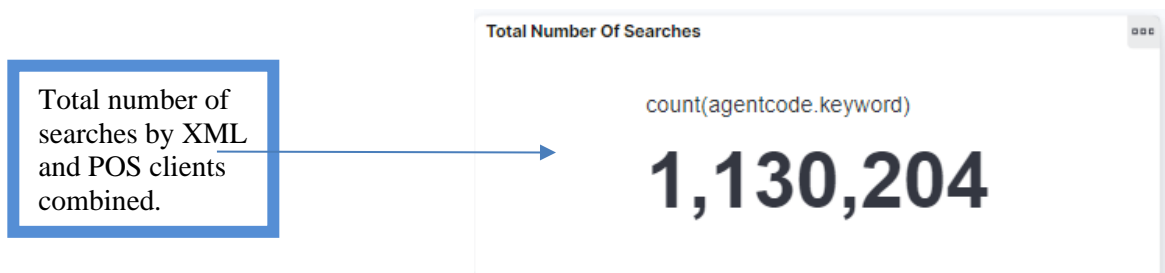 Total Number Of Searches
Total number of
searches by XML
and POS clients
combined.
count(agentcode.keyword)
1,130,204